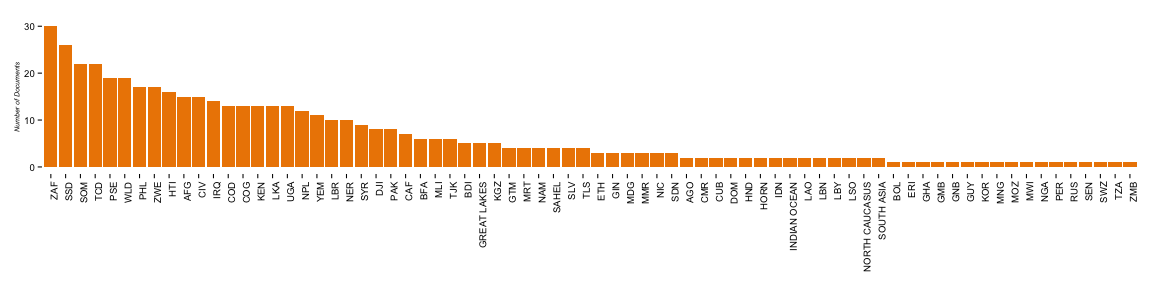 Number of Documents
30
20
10
0
ZAF
SSD
SOM
TCD
PSE
WLD
PHL
ZWE
HTI
AFG
CIV
IRQ
COD
COG
KEN
LKA
UGA
NPL
YEM
LBR
NER
SYR
DJI
PAK
CAF
BFA
MLI
TJK
BDI
GREAT LAKES
KGZ
GTM
MRT
NAM
SAHEL
SLV
TLS
ETH
GIN
MDG
MMR
NIC
SDN
AGO
CMR
CUB
DOM
HND
HORN
IDN
INDIAN OCEAN
LAO
LBN
LBY
LSO
NORTH CAUCASUS
SOUTH ASIA
BOL
ERI
GHA
GMB
GNB
GUY
KOR
MNG
MOZ
MWI
NGA
PER
RUS
SEN
SWZ
TZA
ZMB